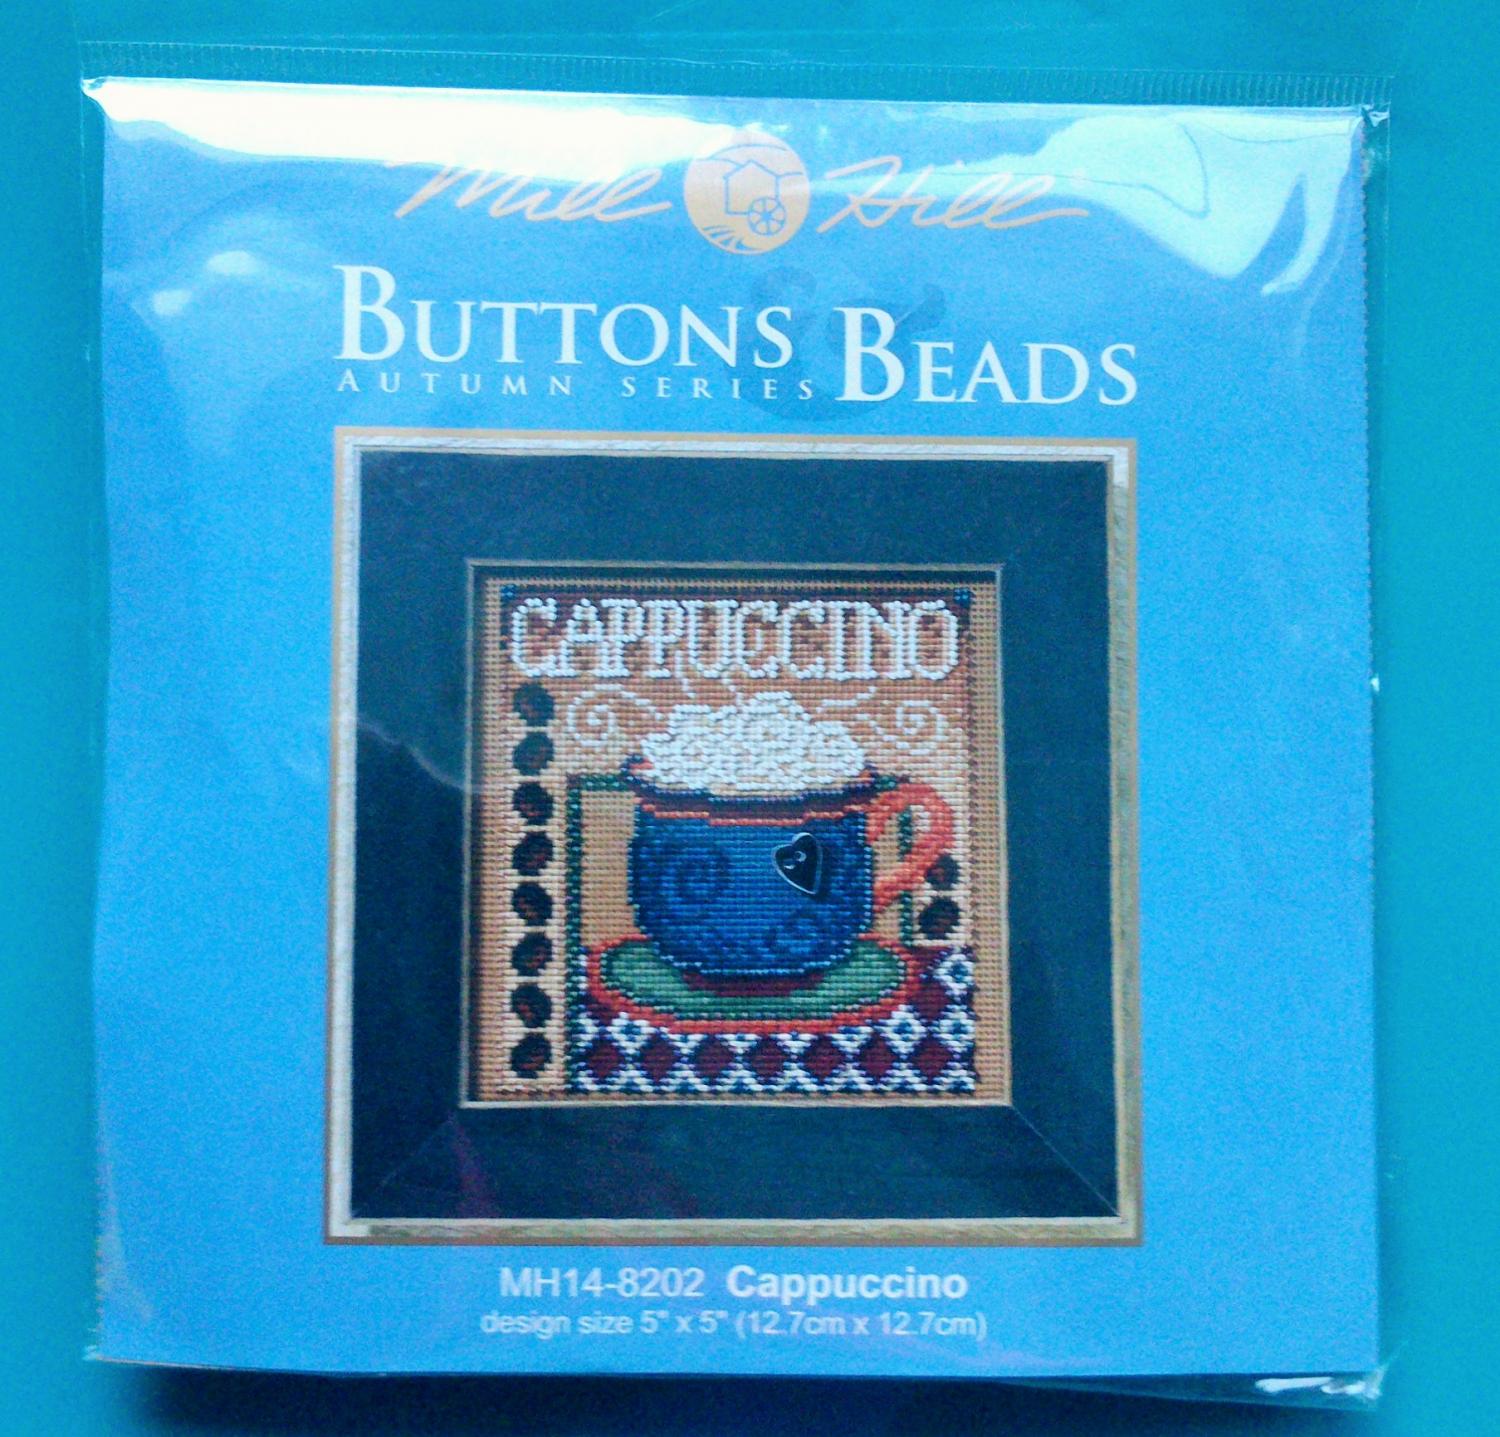 Mill Hill
BUTTONS & BEADS
AUTUMN SERIES
CAPPUCCINO
MH14-8202 Cappuccino
design size 5" x 5" (12.7cm x 12.7cm)